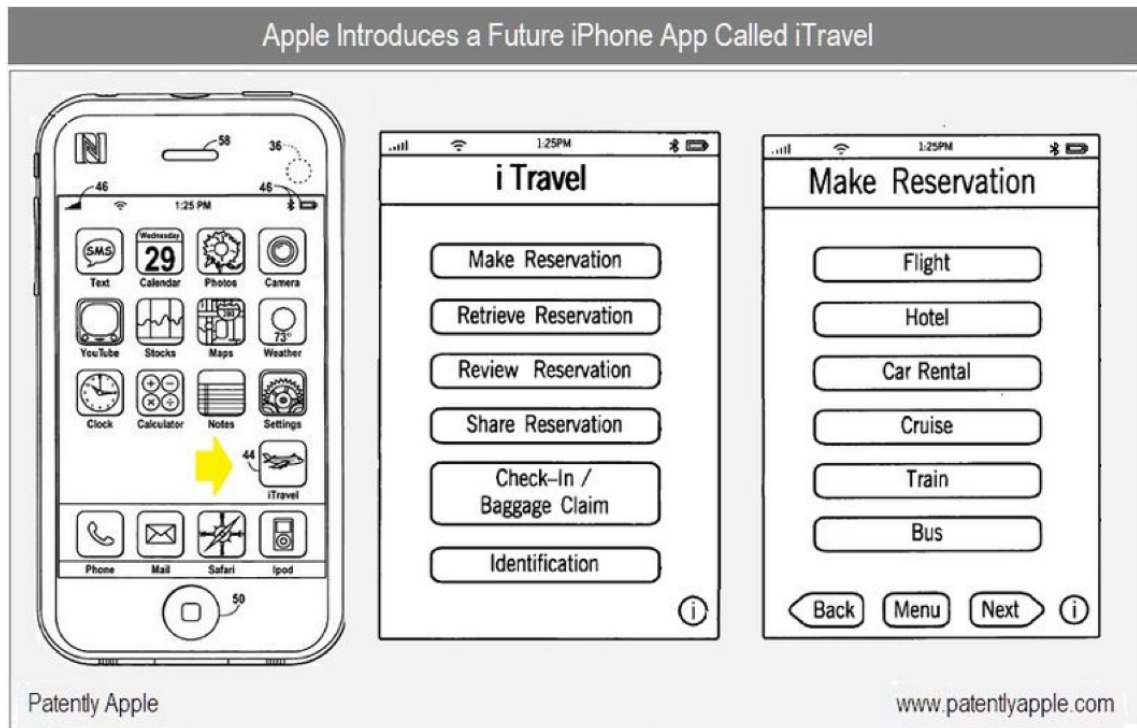 Apple Introduces a Future iPhone App Called iTravel
N
58
36
46
46
1:25 PM
SMS
Wednesday
29
Text
Calendar
Photos
Camera
280
73°
YouTube
Stocks
Maps
Weather
Clock
Calculator
Notes
Settings
44
iTravel
Phone
Mail
Safari
Ipod
50
1:25PM
i Travel
Make Reservation
Retrieve Reservation
Review Reservation
Share Reservation
Check-In /
Baggage Claim
Identification
i
1:25PM
Make Reservation
Flight
Hotel
Car Rental
Cruise
Train
Bus
Back
Menu
Next
i
Patently Apple
www.patentlyapple.com